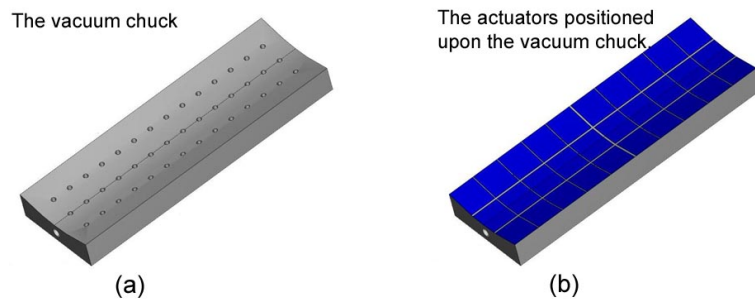 The vacuum chuck
The actuators positioned
upon the vacuum chuck.
(a)
(b)